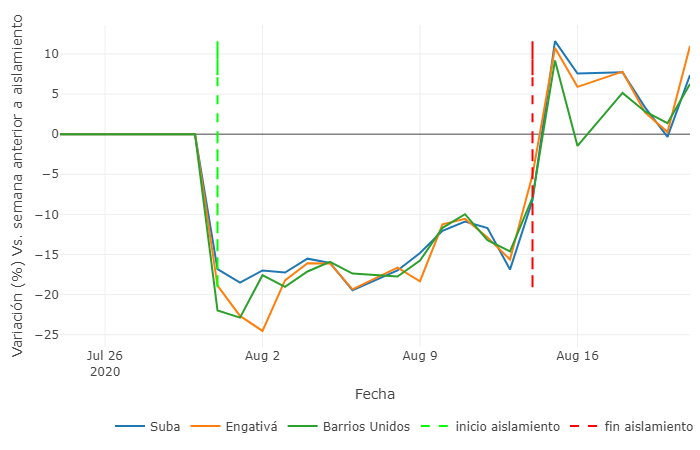 Variación (%) Vs. semana anterior a aislamiento
10
5
0
−5
−10
−15
−20
−25
Jul 26
2020
Aug 2
Aug 9
Aug 16
Fecha
Suba
Engativá
Barrios Unidos
inicio aislamiento
fin aislamiento